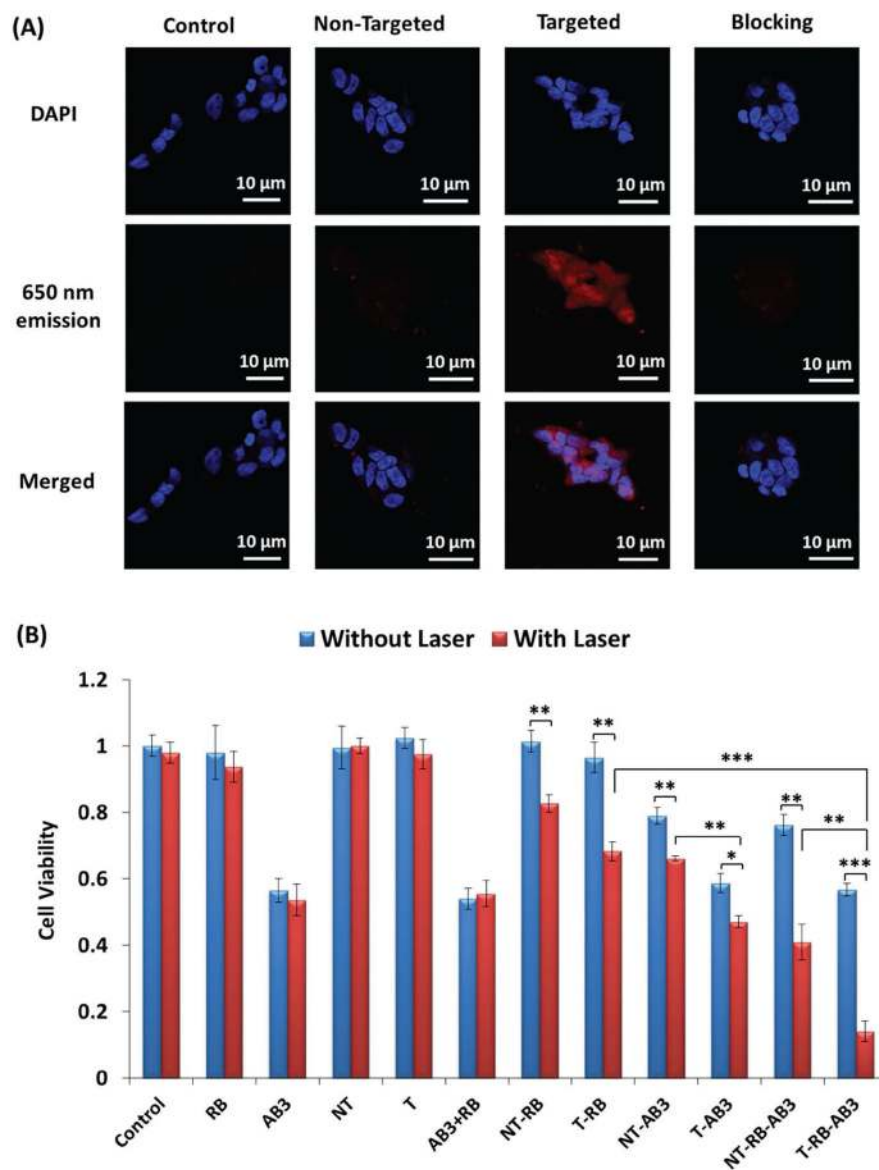 (A)
Control Non-Targeted Targeted Blocking
DAPI
10 µm 10 µm 10 µm 10 µm
650 nm
emission
10 µm 10 µm 10 µm 10 µm
Merged
10 µm 10 µm 10 µm 10 µm
(B)
Without Laser With Laser
Cell Viability
1.2
1
0.8
0.6
0.4
0.2
0
** ** *** ** ** ** ** * ***
Control RB AB3 NT T AB3+RB NT-RB T-RB NT-AB3 T-AB3 NT-RB-AB3 T-RB-AB3